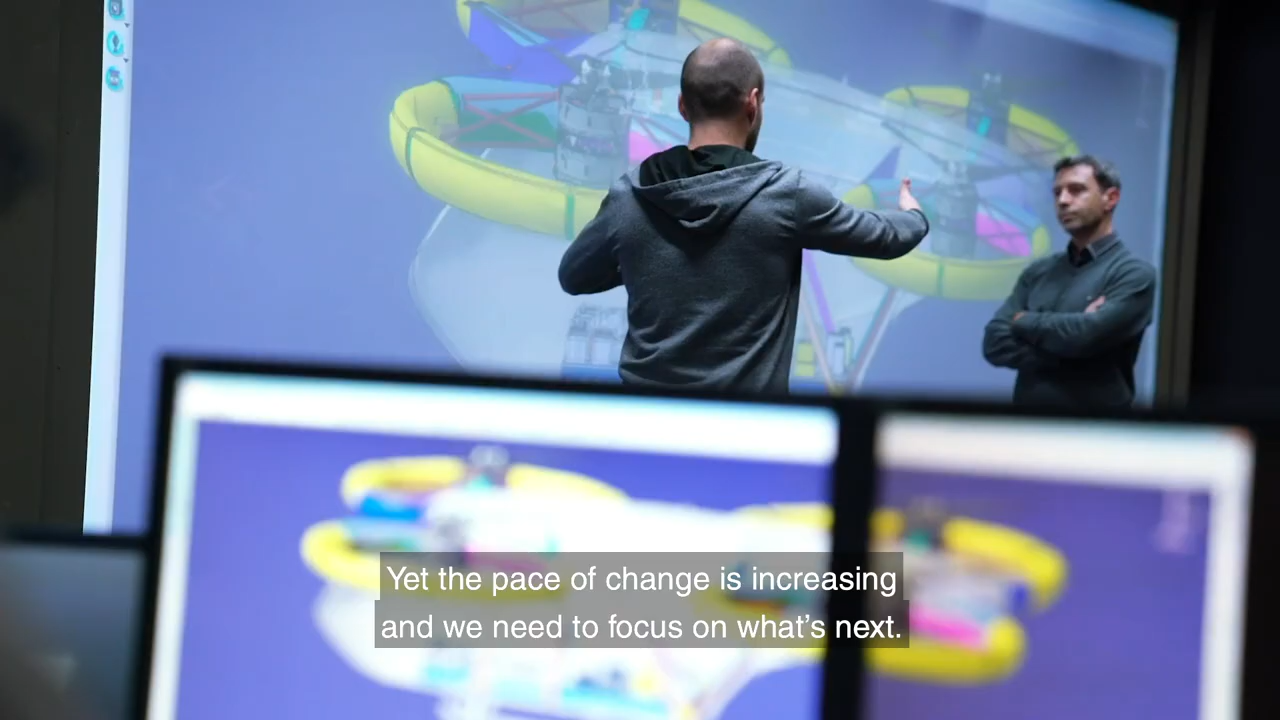 Yet the pace of change is increasing
and we need to focus on what's next.